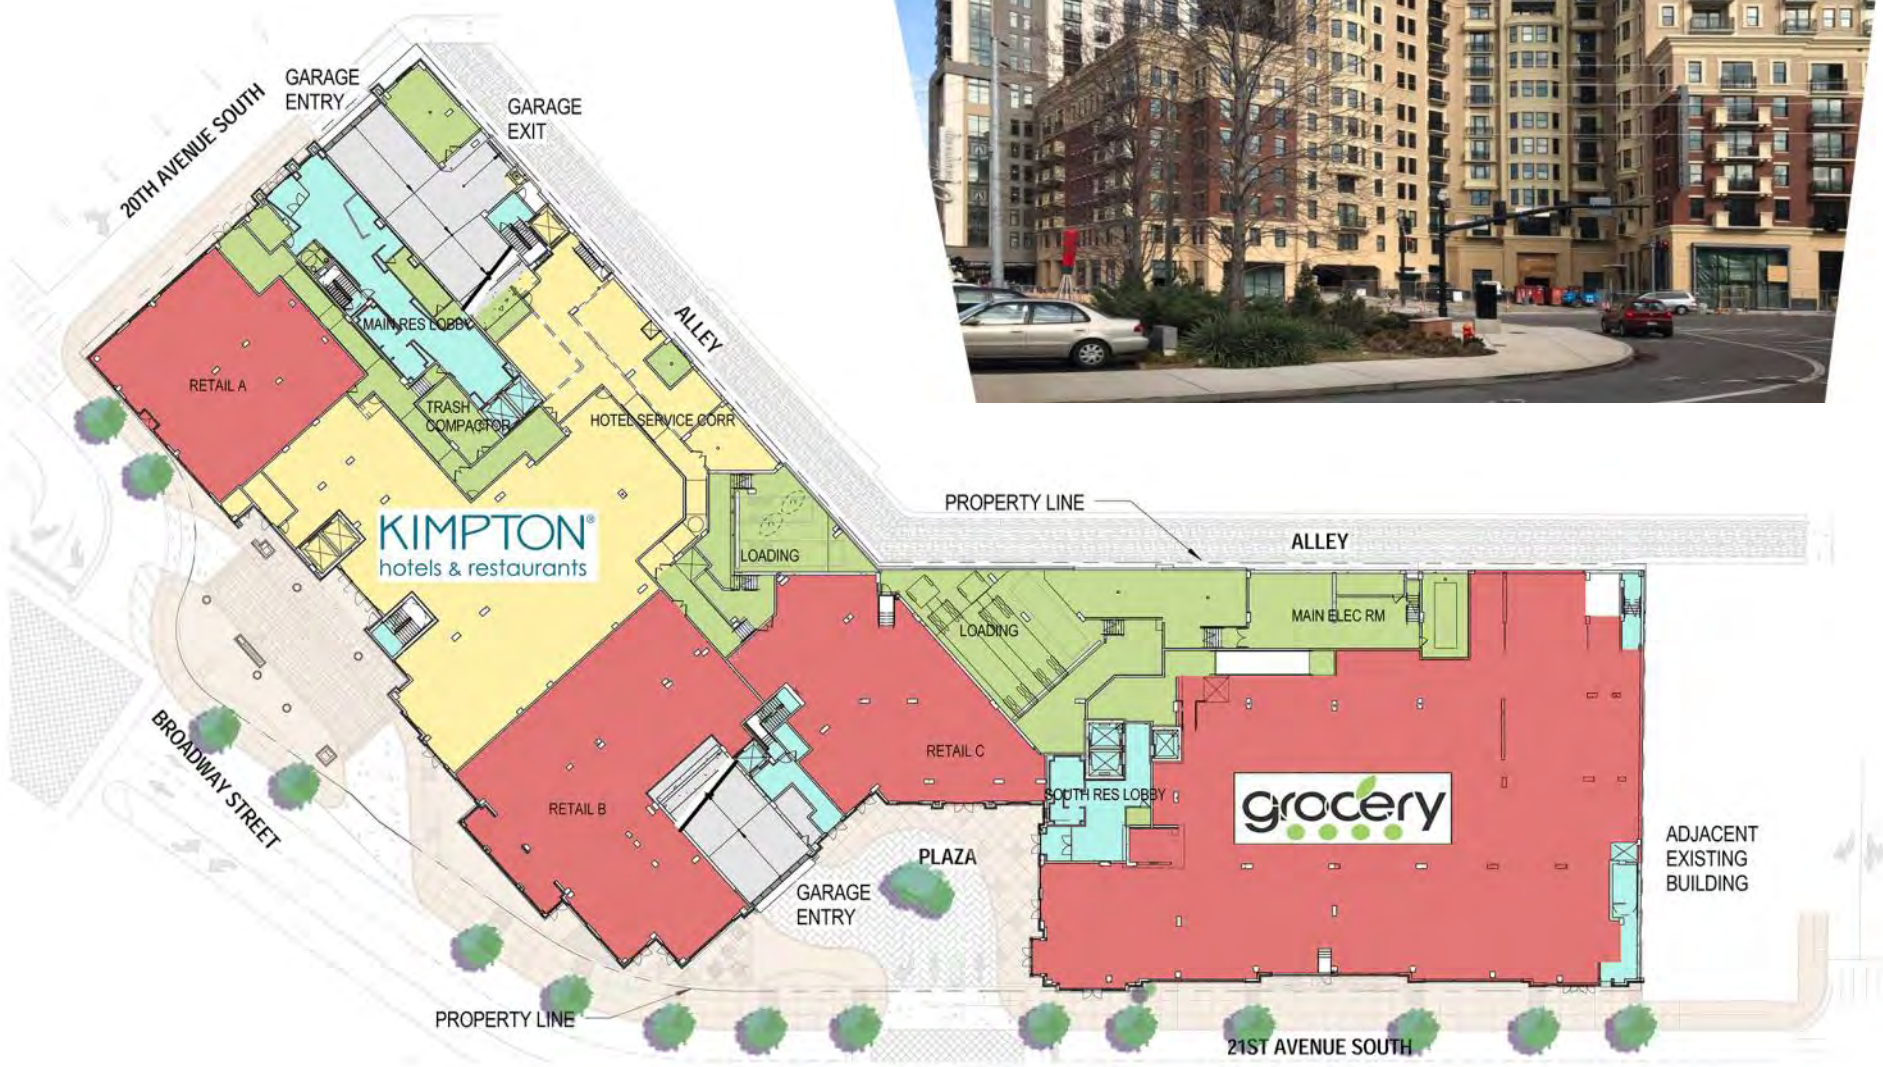 GARAGE
ENTRY
20TH AVENUE SOUTH
GARAGE
EXIT
ALLEY
MAIN RES LOBBY
RETAIL A
TRASH
COMPACTOR
HOTEL SERVICE CORR
KIMPTON®
hotels & restaurants
LOADING
PROPERTY LINE
ALLEY
LOADING
MAIN ELEC RM
BROADWAY STREET
RETAIL C
RETAIL B
SOUTH RES LOBBY
grocery
PLAZA
GARAGE
ENTRY
ADJACENT
EXISTING
BUILDING
PROPERTY LINE
21ST AVENUE SOUTH